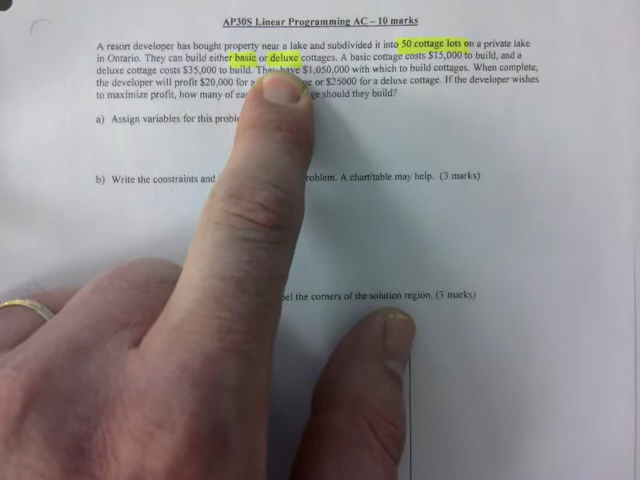 AP30S Linear Programming AC – 10 marks
A resort developer has bought property near a lake and subdivided it into 50 cottage lots on a private lake
in Ontario. They can build either basic or deluxe cottages. A basic cottage costs $15,000 to build, and a
deluxe cottage costs $35,000 to build. They have $1,050,000 with which to build cottages. When complete,
the developer will profit $20,000 for a or $25000 for a deluxe cottage. If the developer wishes
to maximize profit, how many of should they build?
a) Assign variables for this
b) Write the constraints and A chart/table may help. (3 marks)
the corners of the solution region. (3 marks)